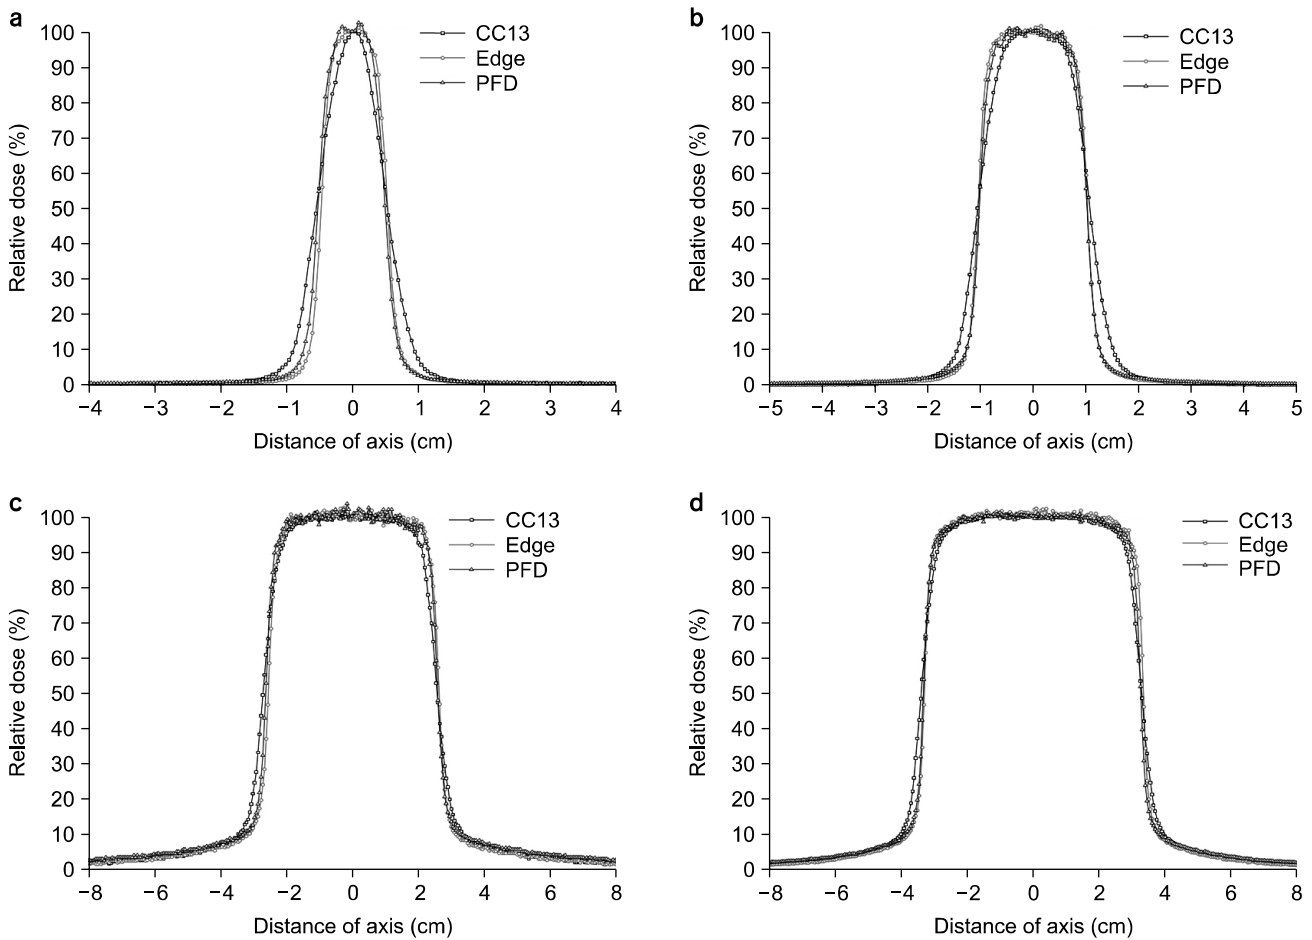 a
100
90
80
70
60
50
40
30
20
10
0
Relative dose (%)
CC13
Edge
PFD
−4 −3 −2 −1 0 1 2 3 4
Distance of axis (cm)
b
100
90
80
70
60
50
40
30
20
10
0
Relative dose (%)
CC13
Edge
PFD
−5 −4 −3 −2 −1 0 1 2 3 4 5
Distance of axis (cm)
c
100
90
80
70
60
50
40
30
20
10
0
Relative dose (%)
CC13
Edge
PFD
−8 −6 −4 −2 0 2 4 6 8
Distance of axis (cm)
d
100
90
80
70
60
50
40
30
20
10
0
Relative dose (%)
CC13
Edge
PFD
−8 −6 −4 −2 0 2 4 6 8
Distance of axis (cm)